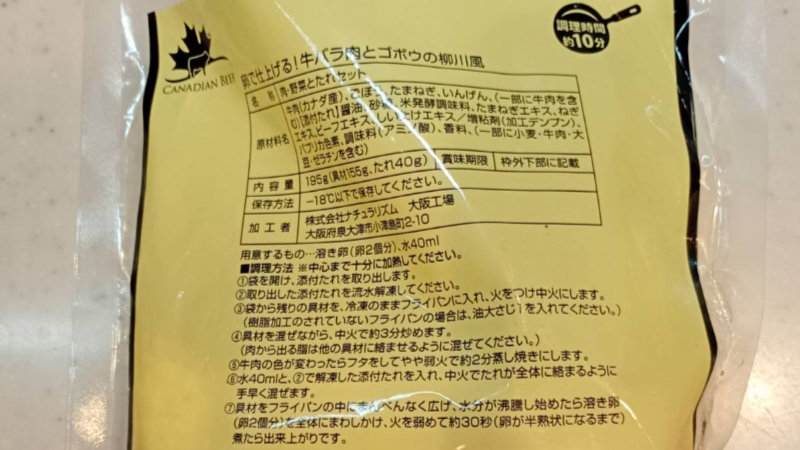 CANADIAN BEEF
調理時間
約10分
卵で仕上げる!牛バラ肉とゴボウの柳川風
名 称 肉・野菜とたれセット
原材料名 牛肉(カナダ産)、ごぼう、たまねぎ、いんげん、(一部に牛肉を含
む)【添付たれ】醤油、砂糖、米発酵調味料、たまねぎエキス、ねぎ
エキス、ビーフエキス、しいたけエキス/増粘剤(加工デンプン)、
パプリカ色素、調味料(アミノ酸)、香料、(一部に小麦・牛肉・大
豆・ゼラチンを含む)
内 容 量 195g(具材155g、たれ40g) 賞味期限 枠外下部に記載
保存方法 -18℃以下で保存してください。
加 工 者 株式会社ナチュラリズム 大阪工場
大阪府泉大津市小津島町2-10
用意するもの…溶き卵(卵2個分)、水40ml
■調理方法 ※中心まで十分に加熱してください。
①袋を開け、添付たれを取り出します。
②取り出した添付たれを流水解凍してください。
③袋から残りの具材を、冷凍のままフライパンに入れ、火をつけ中火にします。
(樹脂加工のされていないフライパンの場合は、油大さじ1を入れてください。)
④具材を混ぜながら、中火で約3分炒めます。
(肉から出る脂は他の具材に絡ませるように混ぜてください。)
⑤牛肉の色が変わったらフタをしてやや弱火で約2分蒸し焼きにします。
⑥水40mlと、②で解凍した添付たれを入れ、中火でたれが全体に絡まるように
手早く混ぜます。
⑦具材をフライパンの中にまんべんなく広げ、水分が沸騰し始めたら溶き卵
(卵2個分)を全体にまわしかけ、火を弱めて約30秒(卵が半熟状になるまで)
煮たら出来上がりです。